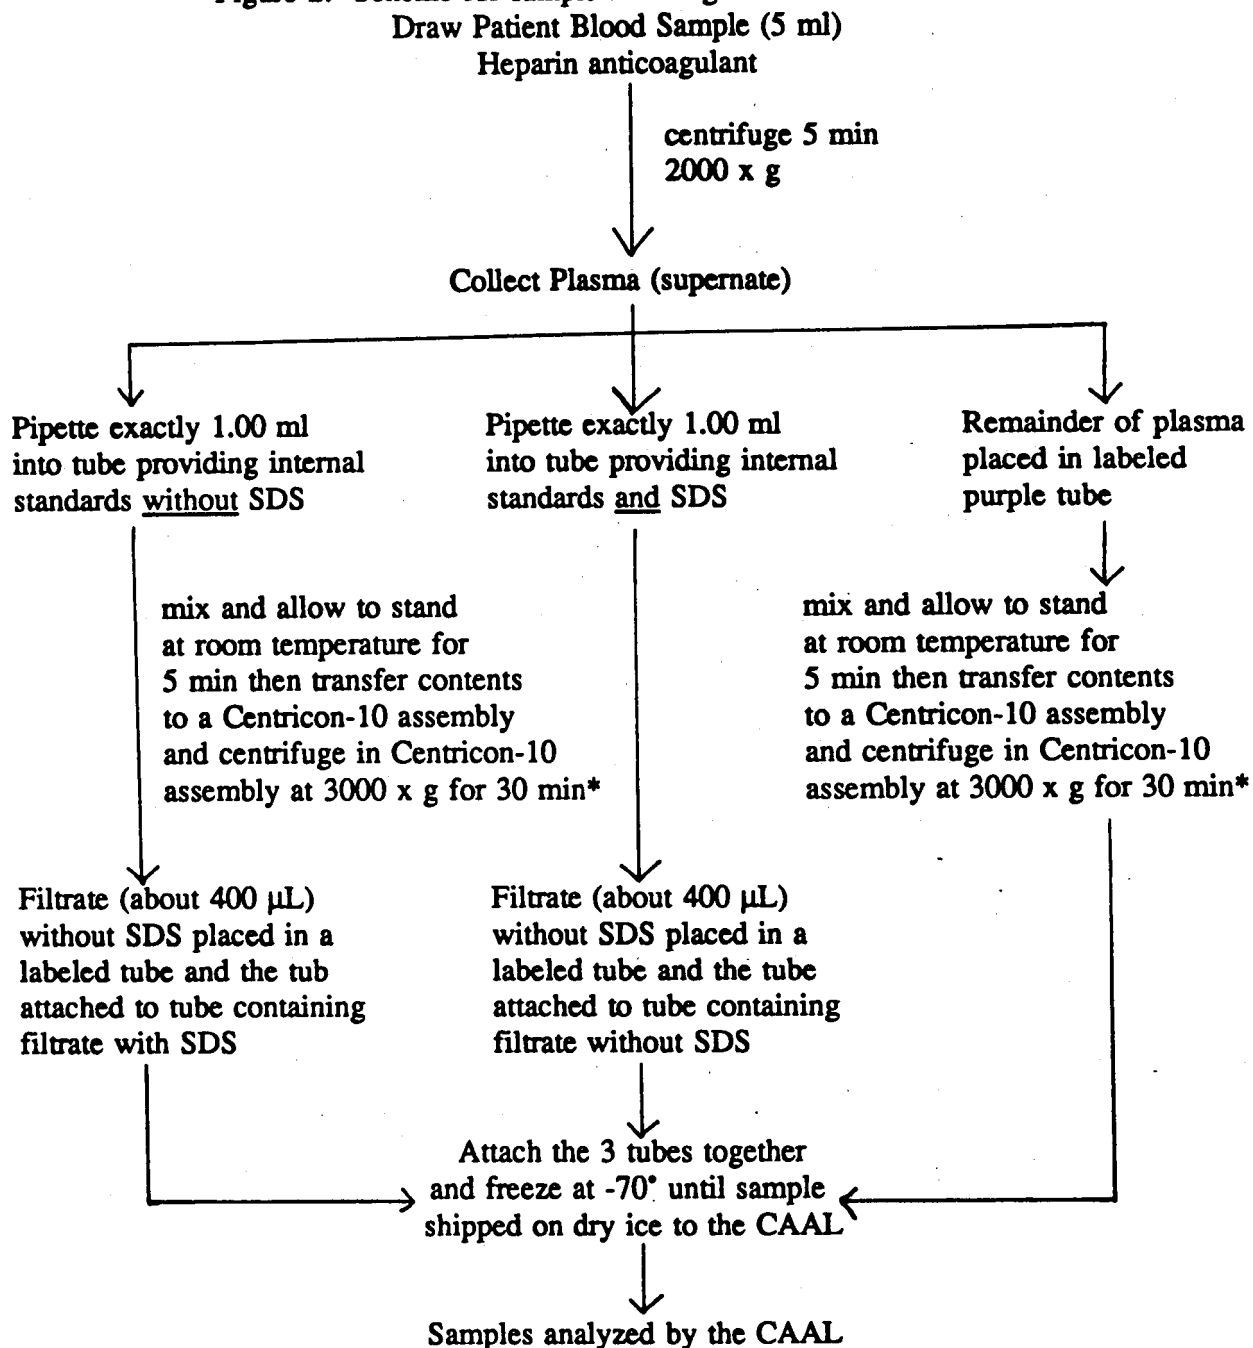 Draw Patient Blood Sample (5 ml)
Heparin anticoagulant
centrifuge 5 min
2000 x g
Collect Plasma (supernate)
Pipette exactly 1.00 ml
into tube providing internal
standards without SDS
Pipette exactly 1.00 ml
into tube providing internal
standards and SDS
Remainder of plasma
placed in labeled
purple tube
mix and allow to stand
at room temperature for
5 min then transfer contents
to a Centricon-10 assembly
and centrifuge in Centricon-10
assembly at 3000 x g for 30 min*
mix and allow to stand
at room temperature for
5 min then transfer contents
to a Centricon-10 assembly
and centrifuge in Centricon-10
assembly at 3000 x g for 30 min*
Filtrate (about 400 µL)
without SDS placed in a
labeled tube and the tub
attached to tube containing
filtrate with SDS
Filtrate (about 400 µL)
without SDS placed in a
labeled tube and the tube
attached to tube containing
filtrate without SDS
Attach the 3 tubes together
and freeze at -70° until sample
shipped on dry ice to the CAAL
Samples analyzed by the CAAL